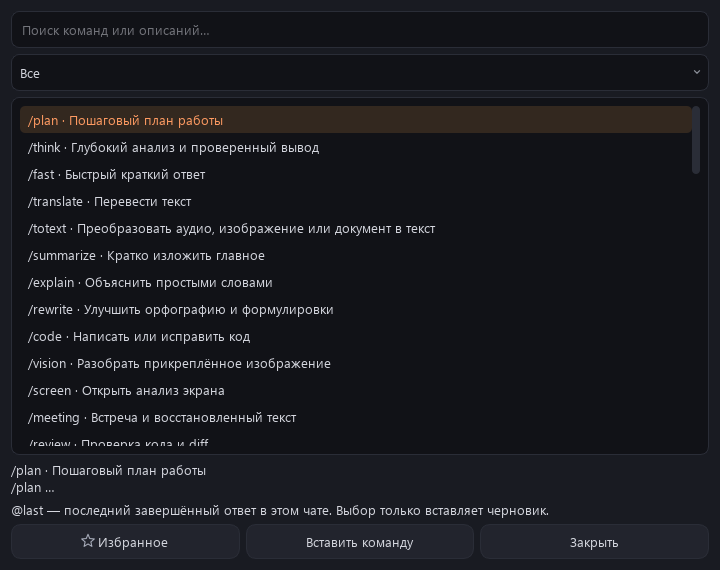 Поиск команд или описаний...
Все
/plan · Пошаговый план работы
/think · Глубокий анализ и проверенный вывод
/fast · Быстрый краткий ответ
/translate · Перевести текст
/totext · Преобразовать аудио, изображение или документ в текст
/summarize · Кратко изложить главное
/explain · Объяснить простыми словами
/rewrite · Улучшить орфографию и формулировки
/code · Написать или исправить код
/vision · Разобрать прикреплённое изображение
/screen · Открыть анализ экрана
/meeting · Встреча и восстановленный текст
/review · Проверка кода и diff
/plan · Пошаговый план работы
/plan ...
@last — последний завершённый ответ в этом чате. Выбор только вставляет черновик.
☆ Избранное
Вставить команду
Закрыть